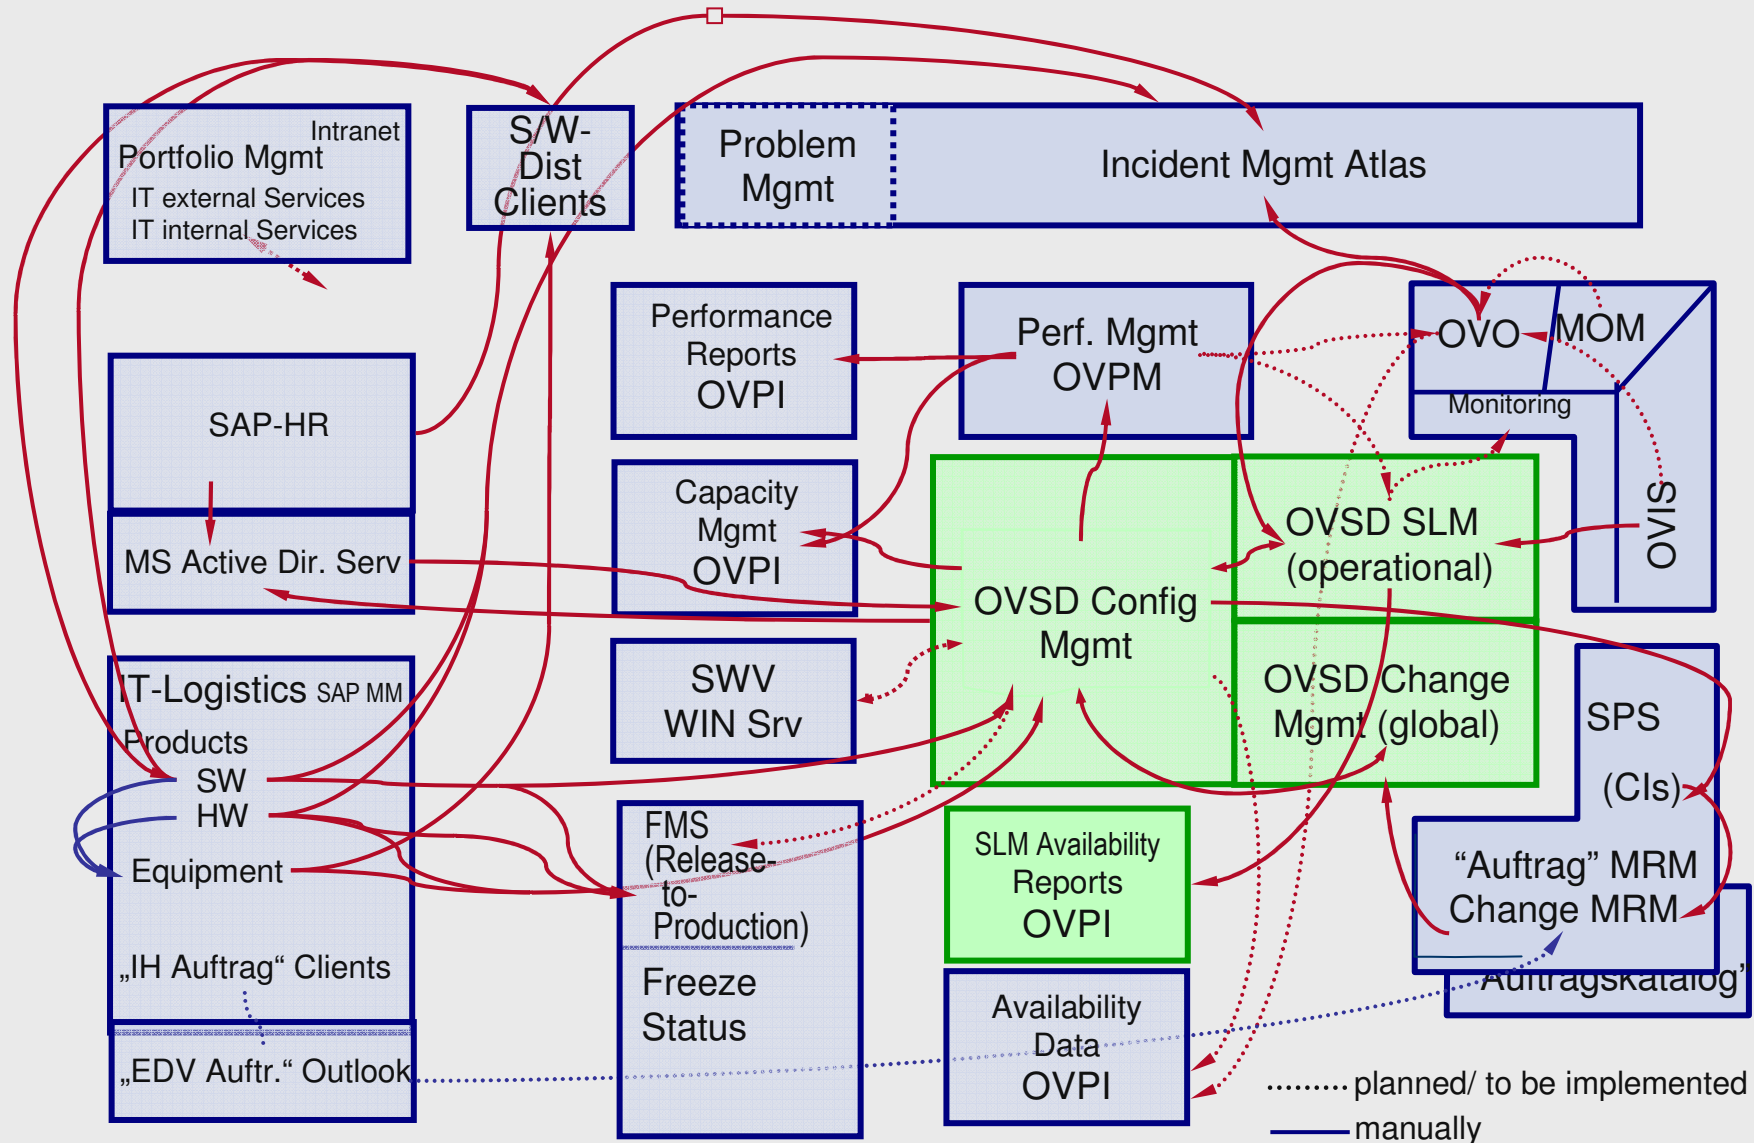 Intranet
Portfolio Mgmt
IT external Services
IT internal Services
S/W-
Dist
Clients
Problem
Mgmt
Incident Mgmt Atlas
Performance
Reports
OVPI
Perf. Mgmt
OVPM
OVO
MOM
Monitoring
OVIS
SAP-HR
MS Active Dir. Serv
Capacity
Mgmt
OVPI
OVSD Config
Mgmt
OVSD SLM
(operational)
SWV
WIN Srv
OVSD Change
Mgmt (global)
SPS
(CIs)
IT-Logistics SAP MM
Products
SW
HW
Equipment
„IH Auftrag“ Clients
„EDV Auftr.“ Outlook
FMS
(Release-
to-
Production)
Freeze
Status
SLM Availability
Reports
OVPI
Availability
Data
OVPI
“Auftrag” MRM
Change MRM
Auftragskatalog”
planned/ to be implemented
manually